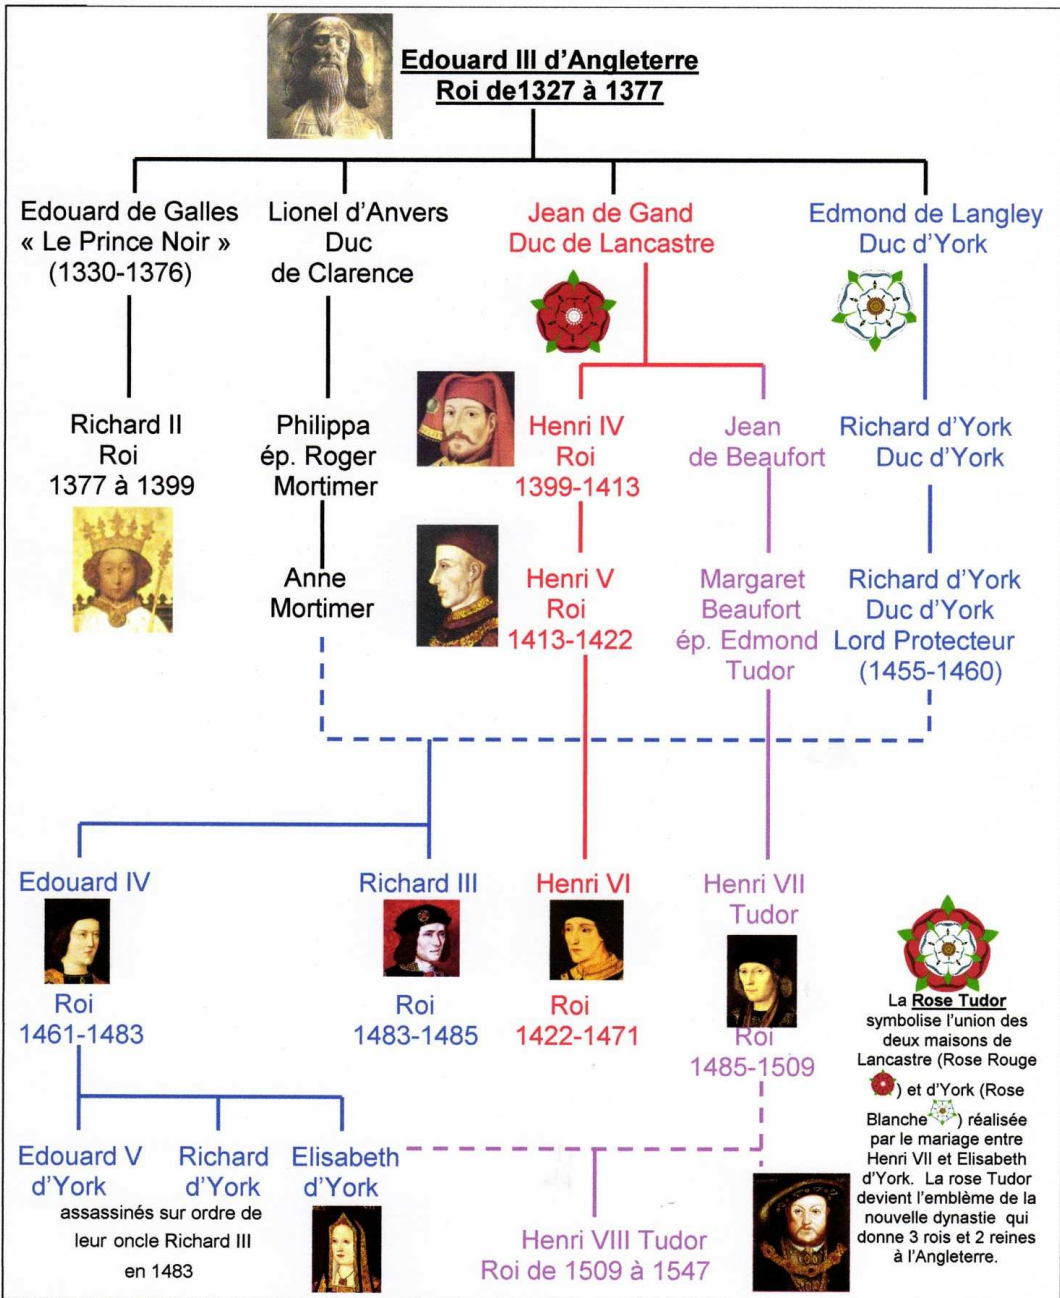 Edouard III d'Angleterre
Roi de1327 à 1377
Edouard de Galles
« Le Prince Noir »
(1330-1376)
Lionel d'Anvers
Duc
de Clarence
Jean de Gand
Duc de Lancastre
Edmond de Langley
Duc d'York
Richard II
Roi
1377 à 1399
Philippa
ép. Roger
Mortimer
Henri IV
Roi
1399-1413
Jean
de Beaufort
Richard d'York
Duc d'York
Anne
Mortimer
Henri V
Roi
1413-1422
Margaret
Beaufort
ép. Edmond
Tudor
Richard d'York
Duc d'York
Lord Protecteur
(1455-1460)
Edouard IV
Roi
1461-1483
Richard III
Roi
1483-1485
Henri VI
Roi
1422-1471
Henri VII
Tudor
Roi
1485-1509
Edouard V
d'York
Richard
d'York
Elisabeth
d'York
assassinés sur ordre de
leur oncle Richard III
en 1483
Henri VIII Tudor
Roi de 1509 à 1547
La Rose Tudor
symbolise l'union des
deux maisons de
Lancastre (Rose Rouge
) et d'York (Rose
Blanche ) réalisée
par le mariage entre
Henri VII et Elisabeth
d'York. La rose Tudor
devient l'emblème de la
nouvelle dynastie qui
donne 3 rois et 2 reines
à l'Angleterre.